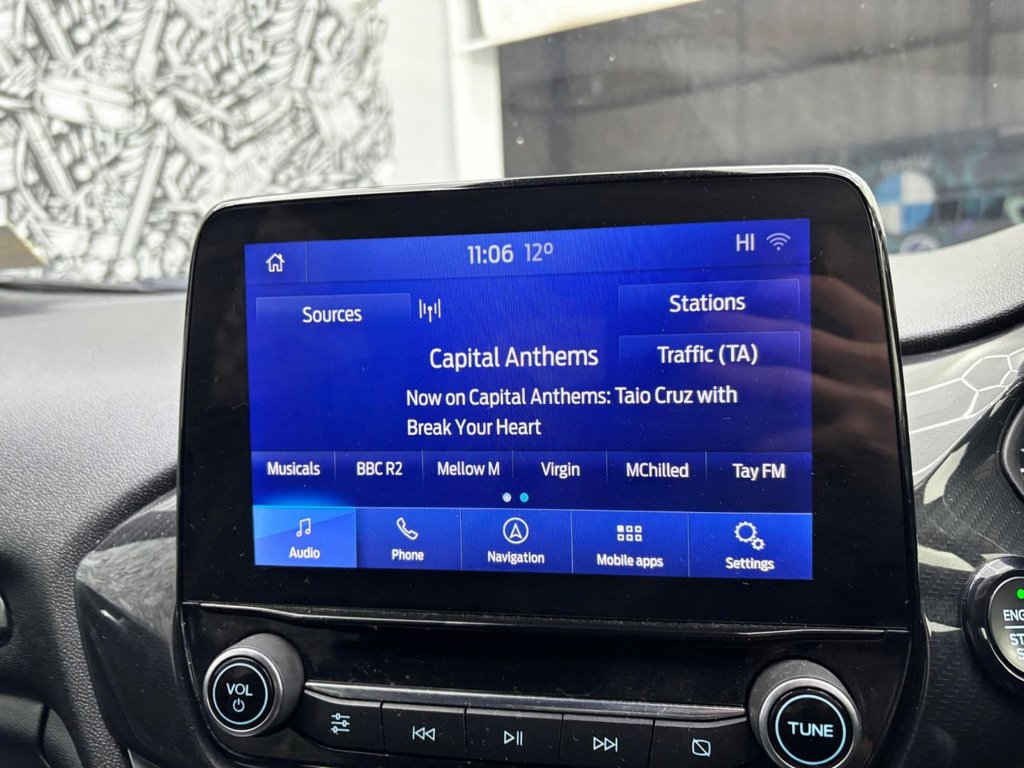 11:06 12º
HI
Sources
Stations
Capital Anthems
Traffic (TA)
Now on Capital Anthems: Taio Cruz with
Break Your Heart
Musicals BBC R2 Mellow M Virgin MChilled Tay FM
Audio Phone Navigation Mobile apps Settings
VOL
TUNE